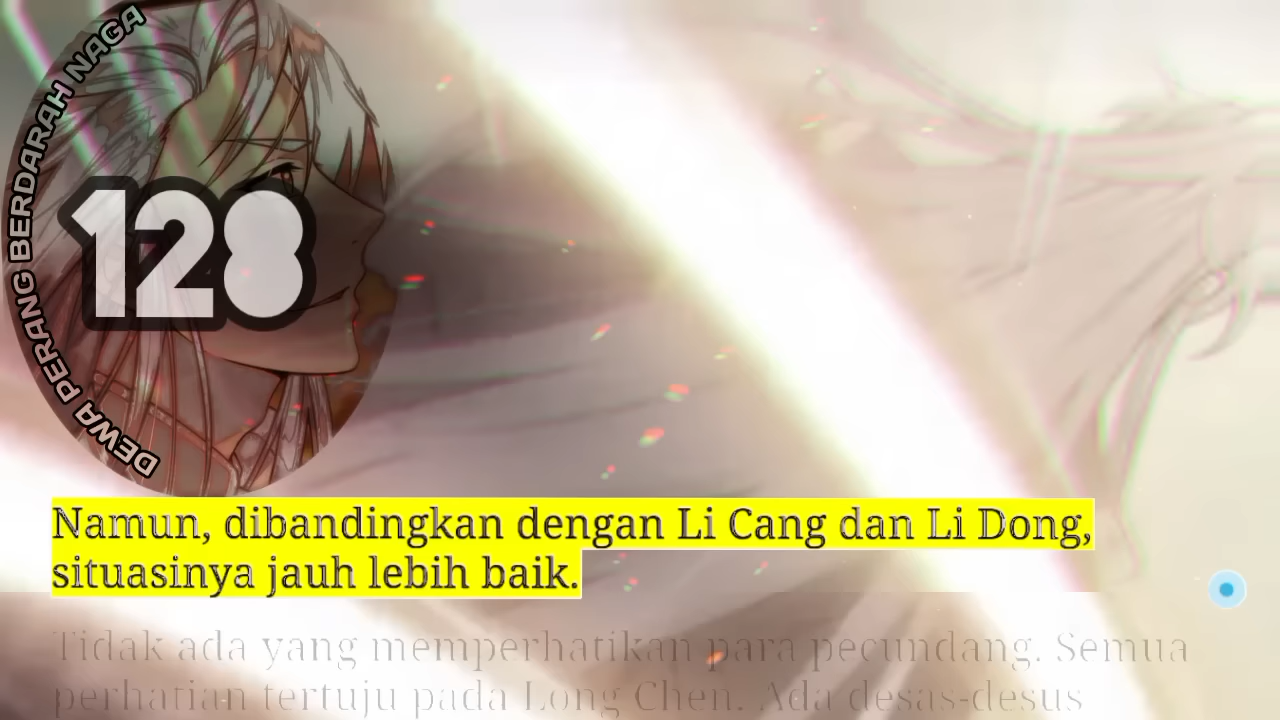 DEWA PERANG BERDARAH NAGA
128
Namun, dibandingkan dengan Li Cang dan Li Dong,
situasinya jauh lebih baik.
Tidak ada yang memperhatikan para pecundang. Semua
perhatian tertuju pada Long Chen. Ada desas-desus